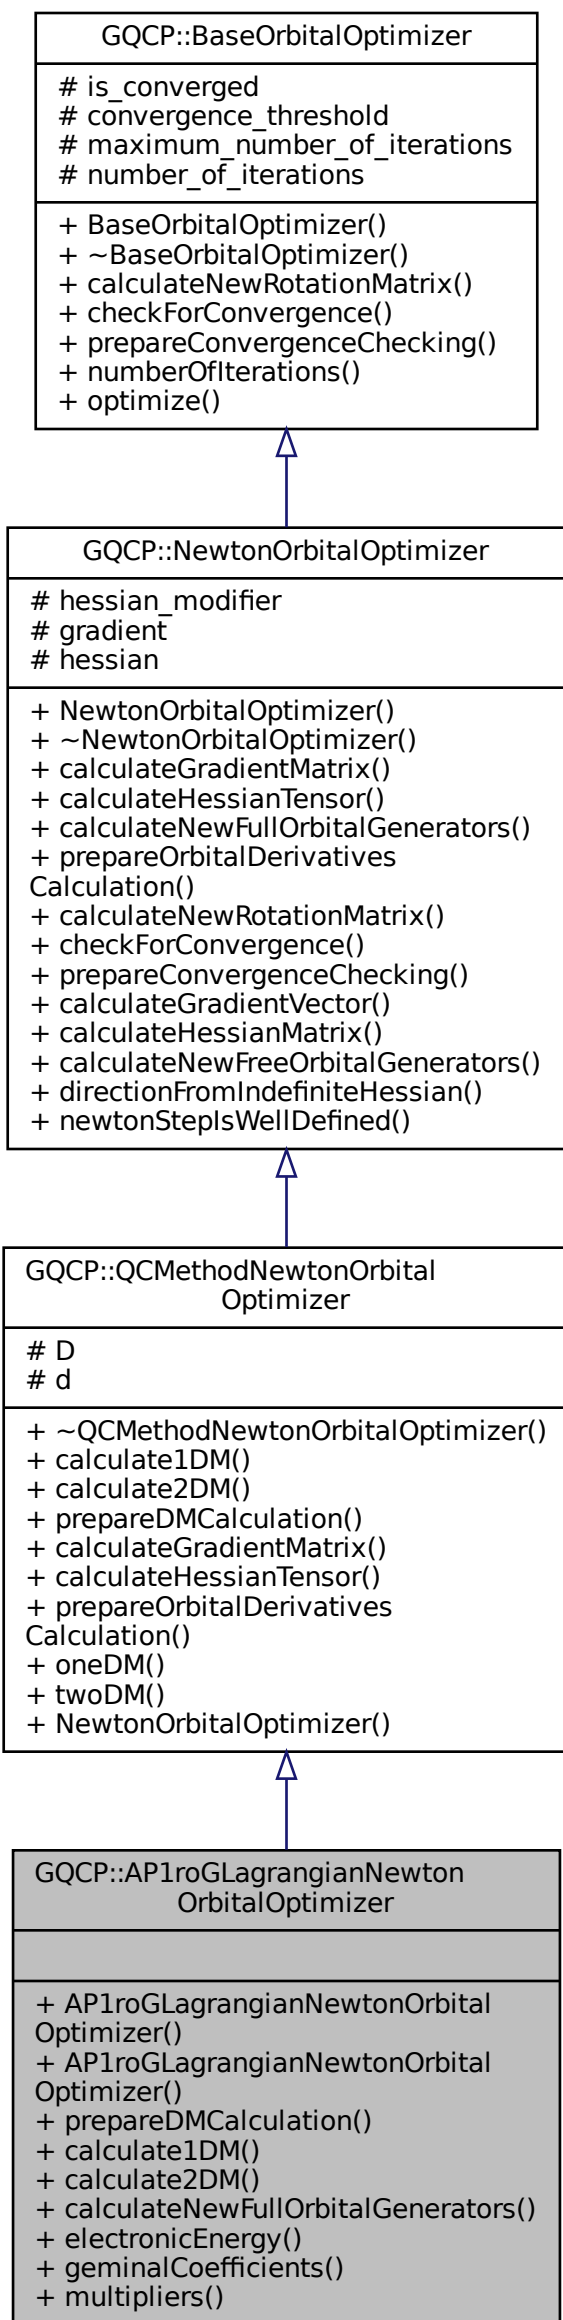 GQCP::BaseOrbitalOptimizer
# is_converged
# convergence_threshold
# maximum_number_of_iterations
# number_of_iterations
+ BaseOrbitalOptimizer()
+ ~BaseOrbitalOptimizer()
+ calculateNewRotationMatrix()
+ checkForConvergence()
+ prepareConvergenceChecking()
+ numberOfIterations()
+ optimize()
GQCP::NewtonOrbitalOptimizer
# hessian_modifier
# gradient
# hessian
+ NewtonOrbitalOptimizer()
+ ~NewtonOrbitalOptimizer()
+ calculateGradientMatrix()
+ calculateHessianTensor()
+ calculateNewFullOrbitalGenerators()
+ prepareOrbitalDerivatives
Calculation()
+ calculateNewRotationMatrix()
+ checkForConvergence()
+ prepareConvergenceChecking()
+ calculateGradientVector()
+ calculateHessianMatrix()
+ calculateNewFreeOrbitalGenerators()
+ directionFromIndefiniteHessian()
+ newtonStepIsWellDefined()
GQCP::QCMethodNewtonOrbital
Optimizer
# D
# d
+ ~QCMethodNewtonOrbitalOptimizer()
+ calculate1DM()
+ calculate2DM()
+ prepareDMCalculation()
+ calculateGradientMatrix()
+ calculateHessianTensor()
+ prepareOrbitalDerivatives
Calculation()
+ oneDM()
+ twoDM()
+ NewtonOrbitalOptimizer()
GQCP::AP1roGLagrangianNewton
OrbitalOptimizer
+ AP1roGLagrangianNewtonOrbital
Optimizer()
+ AP1roGLagrangianNewtonOrbital
Optimizer()
+ prepareDMCalculation()
+ calculate1DM()
+ calculate2DM()
+ calculateNewFullOrbitalGenerators()
+ electronicEnergy()
+ geminalCoefficients()
+ multipliers()